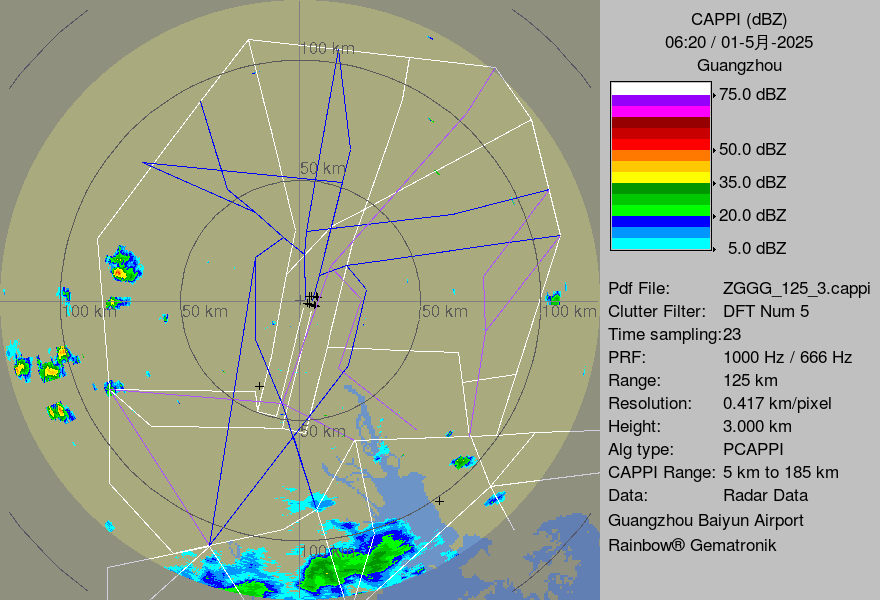 CAPPI (dBZ)
06:20 / 01-5月-2025
Guangzhou
75.0 dBZ
50.0 dBZ
35.0 dBZ
20.0 dBZ
5.0 dBZ
Pdf File: ZGGG_125_3.cappi
Clutter Filter: DFT Num 5
Time sampling:23
PRF: 1000 Hz / 666 Hz
Range: 125 km
Resolution: 0.417 km/pixel
Height: 3.000 km
Alg type: PCAPPI
CAPPI Range: 5 km to 185 km
Data: Radar Data
Guangzhou Baiyun Airport
Rainbow® Gematronik
100 km
50 km
100 km
50 km
50 km
100 km
50 km
100 km